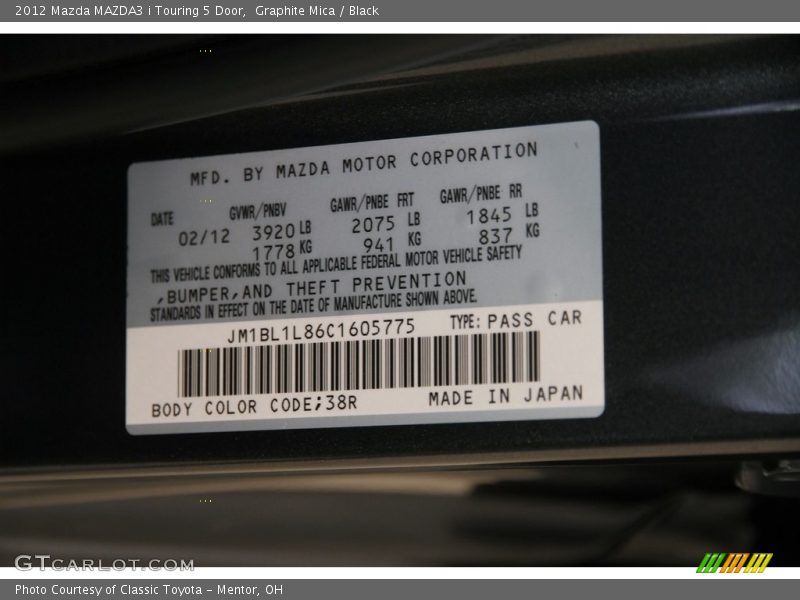 2012 Mazda MAZDA3 i Touring 5 Door,  Graphite Mica / Black
MFD. BY MAZDA MOTOR CORPORATION
DATE GVWR/PNBV GAWR/PNBE FRT GAWR/PNBE RR
02/12 3920 LB 2075 LB 1845 LB
1778 KG 941 KG 837 KG
THIS VEHICLE CONFORMS TO ALL APPLICABLE FEDERAL MOTOR VEHICLE SAFETY
,BUMPER,AND THEFT PREVENTION
STANDARDS IN EFFECT ON THE DATE OF MANUFACTURE SHOWN ABOVE.
JM1BL1L86C1605775 TYPE: PASS CAR
BODY COLOR CODE;38R MADE IN JAPAN
GTCARLOT.COM
Photo Courtesy of Classic Toyota - Mentor, OH